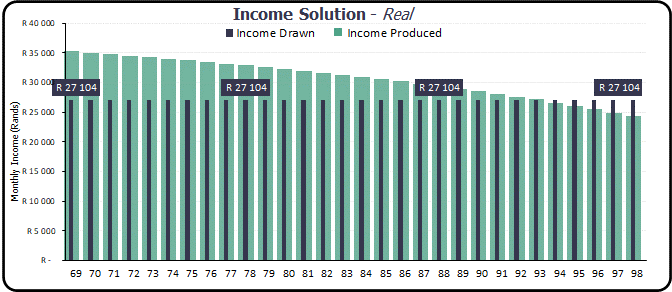 Income Solution - Real
Income Drawn Income Produced
Monthly Income (Rands)
R 40 000
R 35 000
R 30 000
R 25 000
R 20 000
R 15 000
R 10 000
R 5 000
R -
R 27 104 R 27 104 R 27 104 R 27 104
69 70 71 72 73 74 75 76 77 78 79 80 81 82 83 84 85 86 87 88 89 90 91 92 93 94 95 96 97 98